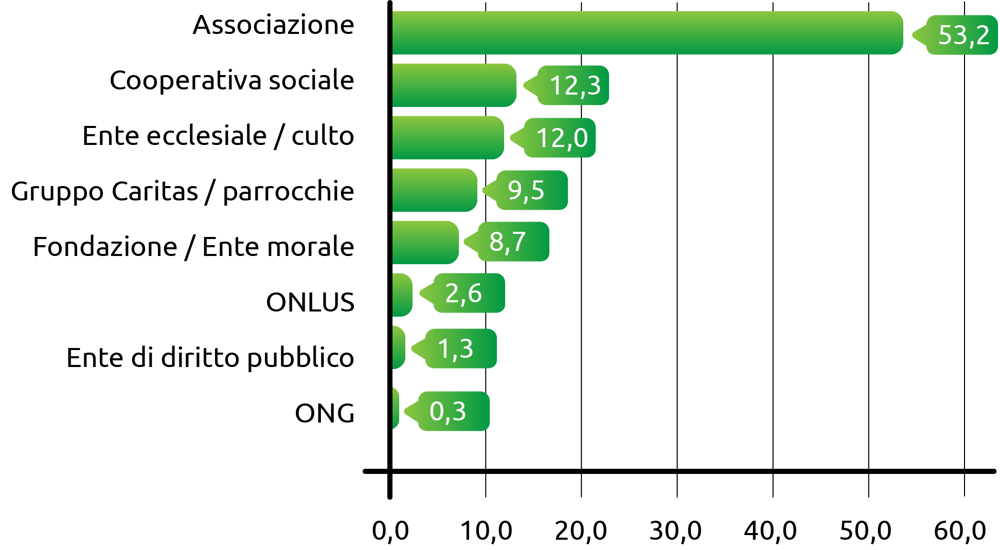 Associazione 53,2
Cooperativa sociale 12,3
Ente ecclesiale / culto 12,0
Gruppo Caritas / parrocchie 9,5
Fondazione / Ente morale 8,7
ONLUS 2,6
Ente di diritto pubblico 1,3
ONG 0,3
0,0 10,0 20,0 30,0 40,0 50,0 60,0